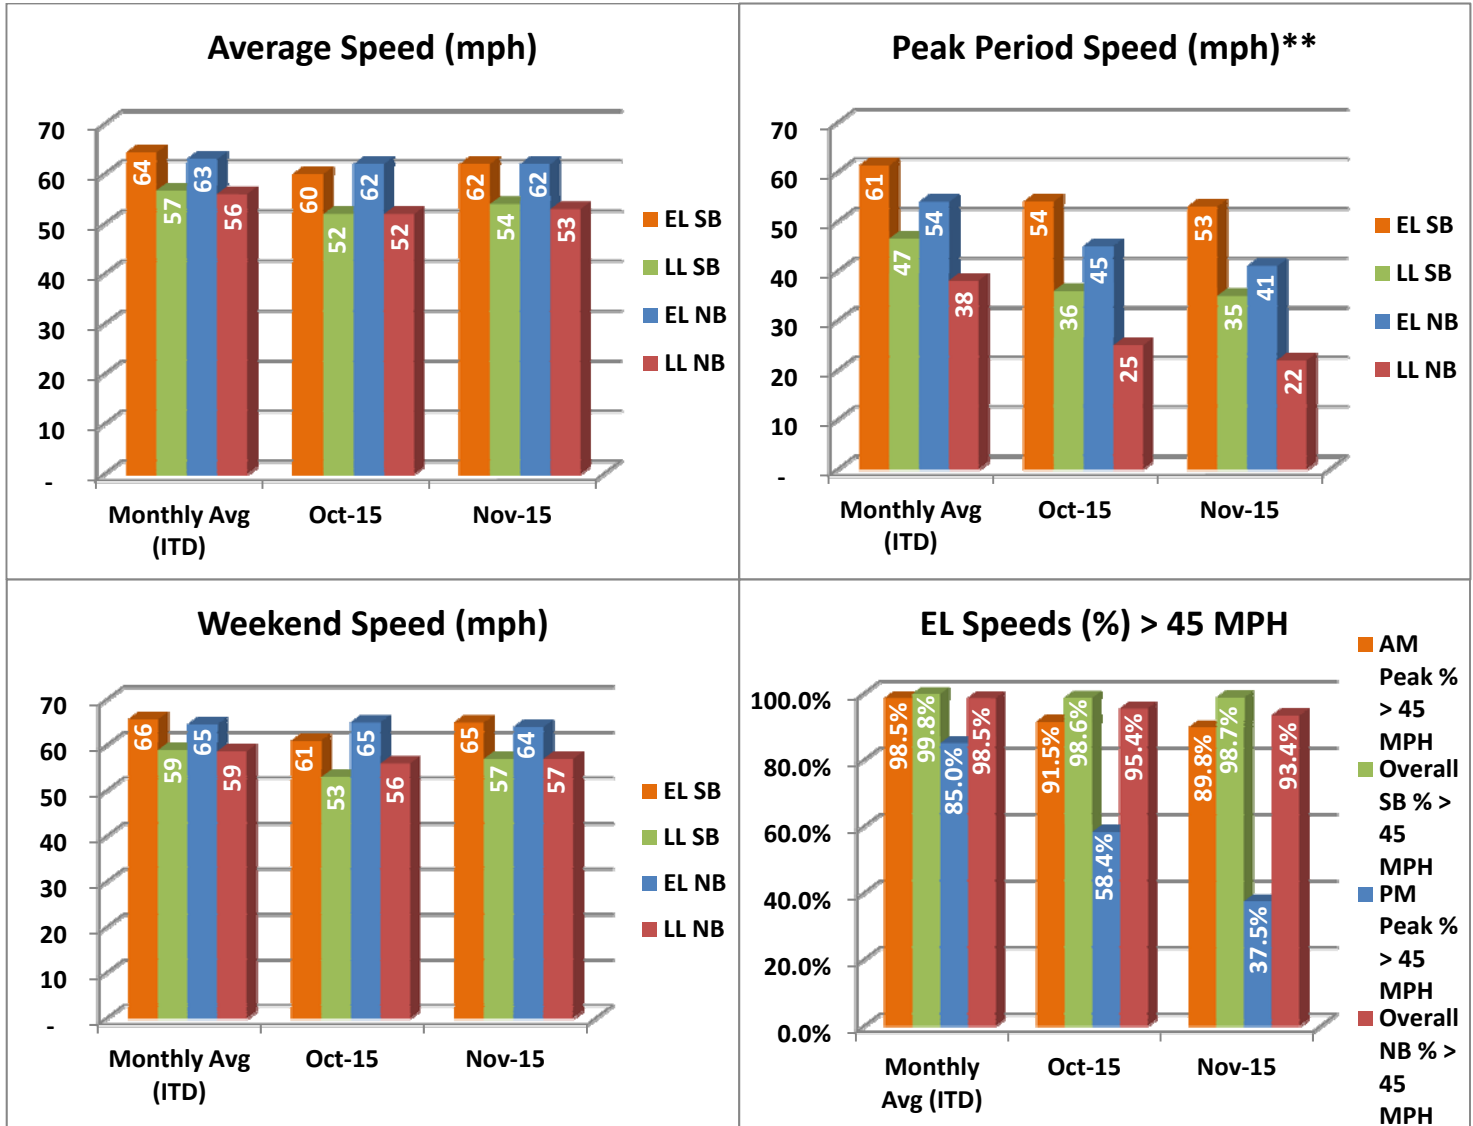 Average Speed (mph)
70
60
50
40
30
20
10
-
64
57
63
56
60
52
62
52
62
54
62
53
Monthly Avg
(ITD)
Oct-15
Nov-15
EL SB
LL SB
EL NB
LL NB
Peak Period Speed (mph)**
70
60
50
40
30
20
10
-
61
47
54
38
54
36
45
25
53
35
41
22
Monthly Avg
(ITD)
Oct-15
Nov-15
EL SB
LL SB
EL NB
LL NB
Weekend Speed (mph)
70
60
50
40
30
20
10
-
66
59
65
59
61
53
65
56
65
57
64
57
Monthly Avg
(ITD)
Oct-15
Nov-15
EL SB
LL SB
EL NB
LL NB
EL Speeds (%) > 45 MPH
100.0%
80.0%
60.0%
40.0%
20.0%
0.0%
98.5%
99.8%
85.0%
98.5%
91.5%
98.6%
58.4%
95.4%
89.8%
98.7%
37.5%
93.4%
Monthly
Avg (ITD)
Oct-15
Nov-15
AM
Peak %
> 45
MPH
Overall
SB % >
45
MPH
PM
Peak %
> 45
MPH
Overall
NB % >
45
MPH